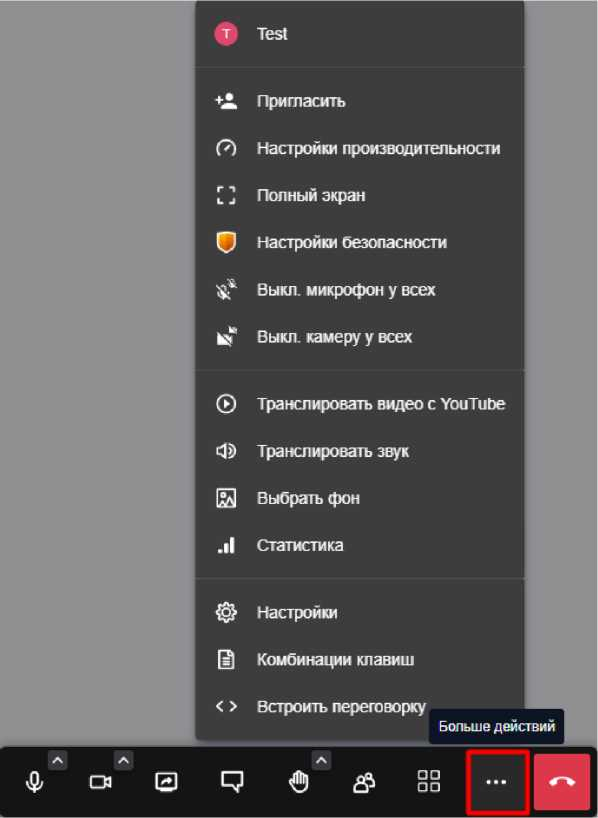 T Test
Пригласить
Настройки производительности
Полный экран
Настройки безопасности
Выкл. микрофон у всех
Выкл. камеру у всех
Транслировать видео с YouTube
Транслировать звук
Выбрать фон
Статистика
Настройки
Комбинации клавиш
Встроить переговорку
Больше действий